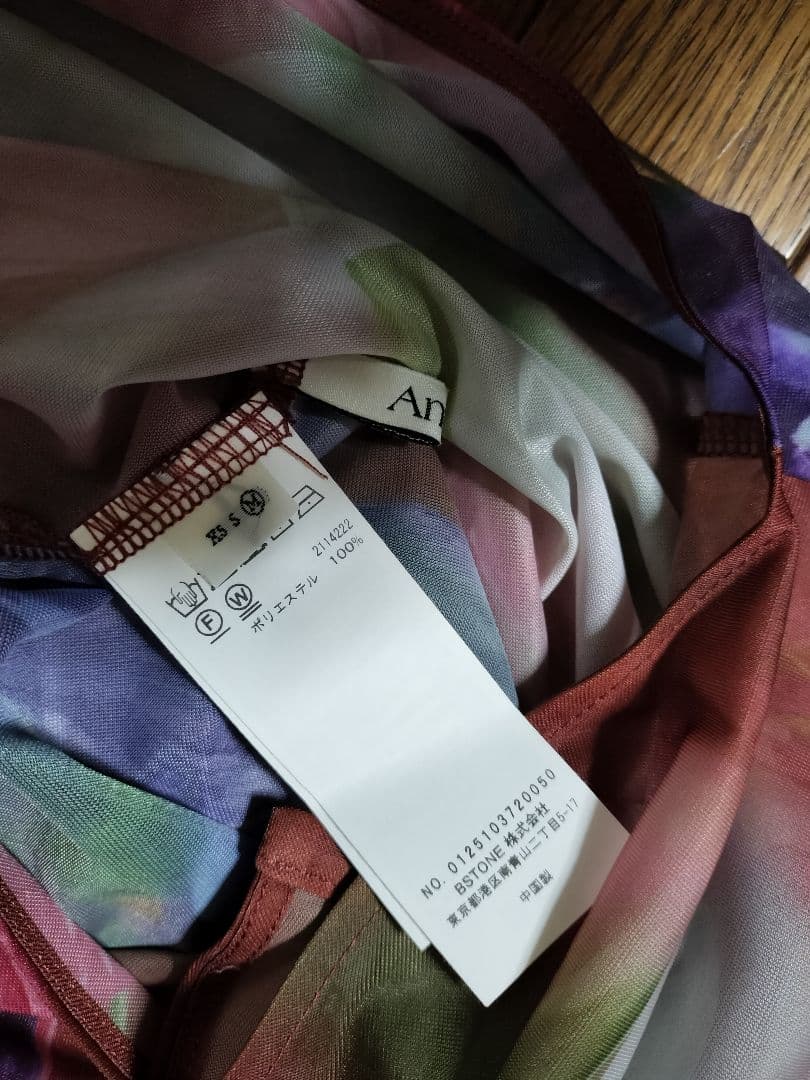 An
XS S M
2114222
F W
ポリエステル 100%
NO. 0125103720050
BSTONE 株式会社
東京都港区南青山二丁目5-17
中国製